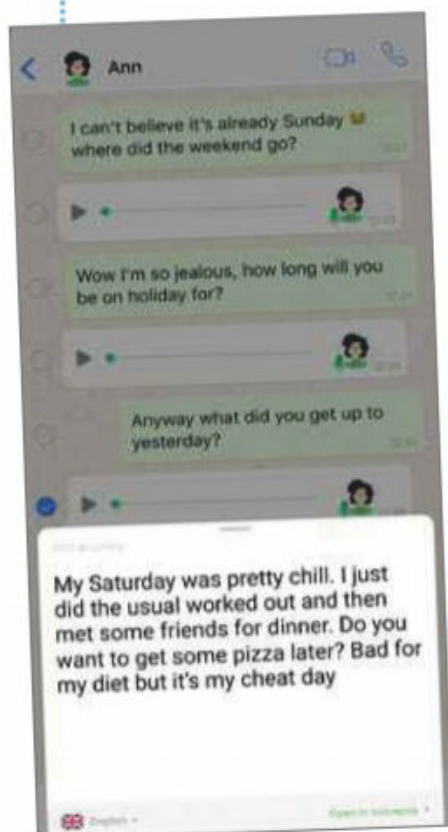 Ann
I can't believe it's already Sunday 😿
where did the weekend go?
Wow I'm so jealous, how long will you
be on holiday for?
Anyway what did you get up to
yesterday?
My Saturday was pretty chill. I just
did the usual worked out and then
met some friends for dinner. Do you
want to get some pizza later? Bad for
my diet but it's my cheat day
English